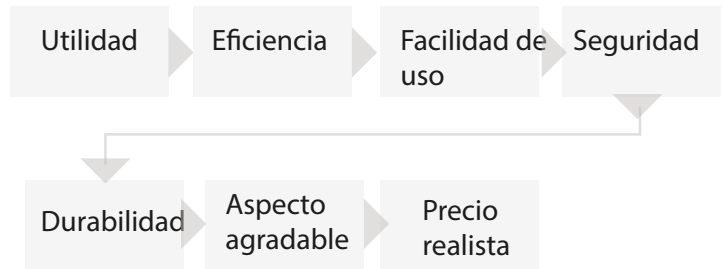 Utilidad
Eficiencia
Facilidad de
uso
Seguridad
Durabilidad
Aspecto
agradable
Precio
realista